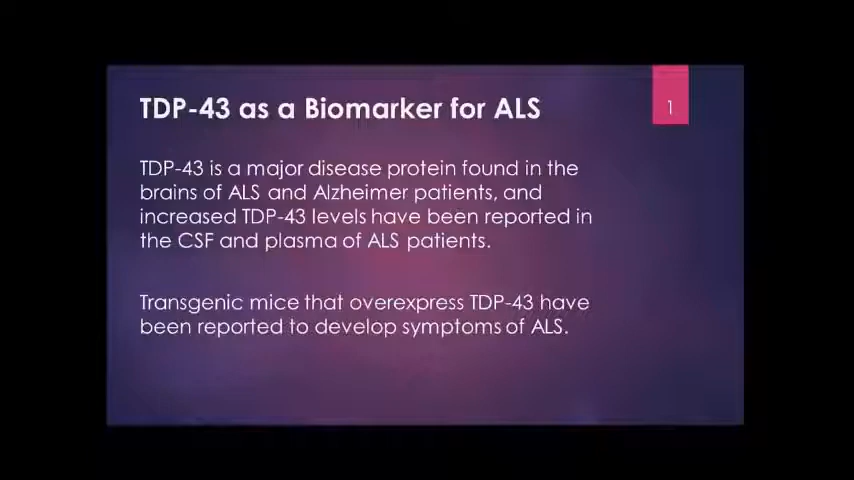 TDP-43 as a Biomarker for ALS
1
TDP-43 is a major disease protein found in the
brains of ALS and Alzheimer patients, and
increased TDP-43 levels have been reported in
the CSF and plasma of ALS patients.
Transgenic mice that overexpress TDP-43 have
been reported to develop symptoms of ALS.